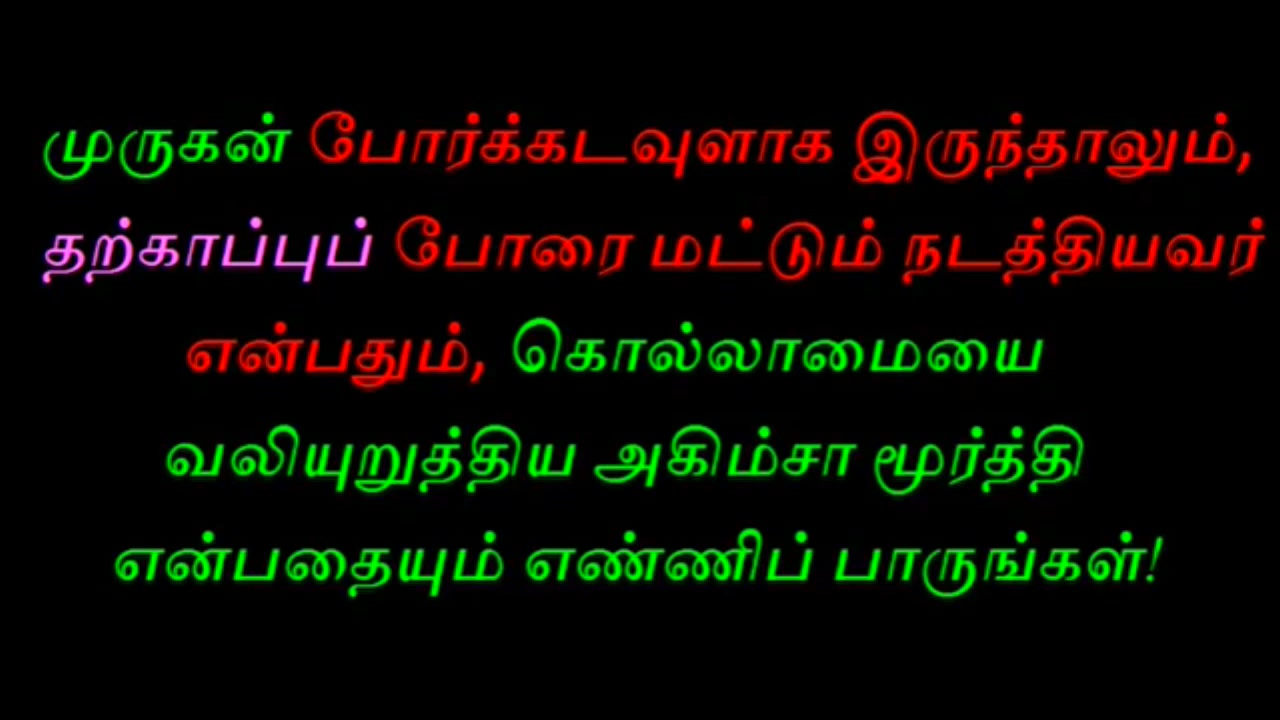 முருகன் போர்க்கடவுளாக இருந்தாலும்,
தற்காப்புப் போரை மட்டும் நடத்தியவர்
என்பதும், கொல்லாமையை
வலியுறுத்திய அகிம்சா மூர்த்தி
என்பதையும் எண்ணிப் பாருங்கள்!